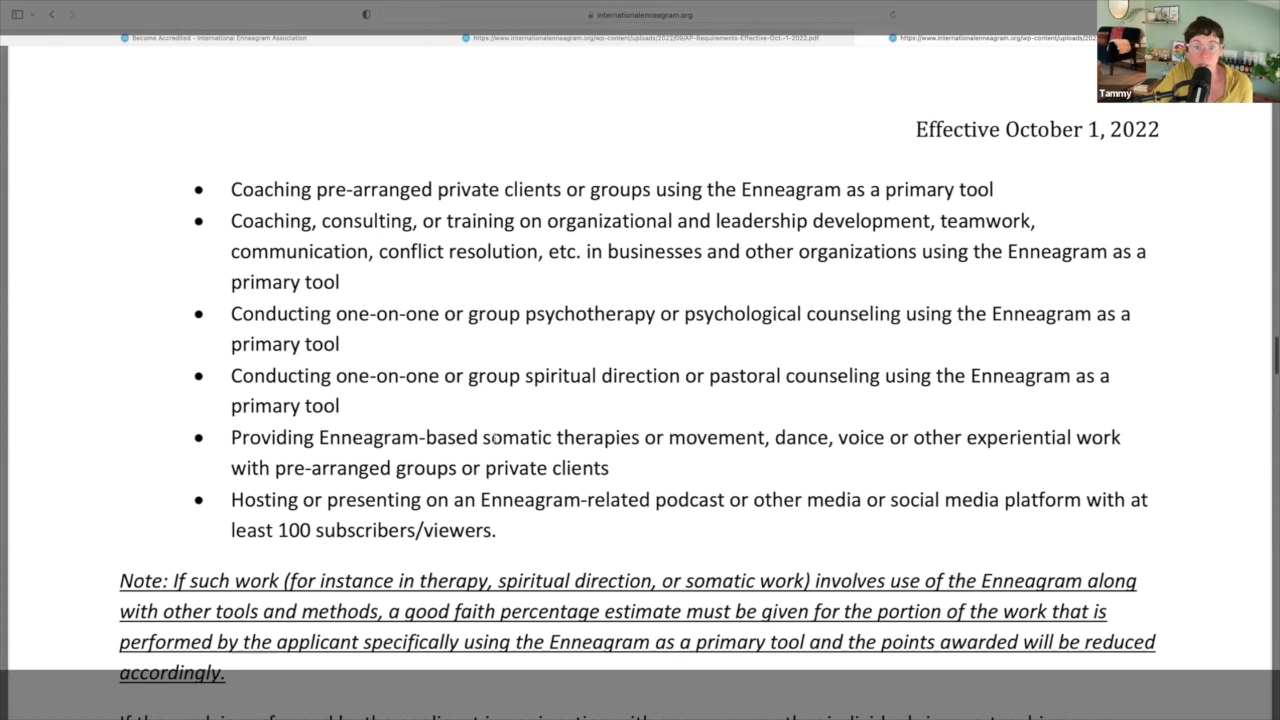 internationalenneagram.org
Become Accredited - International Enneagram Association
https://www.internationalenneagram.org/wp-content/uploads/2022/09/AP-Requirements-Effective-Oct.-1-2022.pdf
https://www.internationalenneagram.org/wp-content/uploads/202
Tammy
Effective October 1, 2022
• Coaching pre-arranged private clients or groups using the Enneagram as a primary tool
• Coaching, consulting, or training on organizational and leadership development, teamwork,
communication, conflict resolution, etc. in businesses and other organizations using the Enneagram as a
primary tool
• Conducting one-on-one or group psychotherapy or psychological counseling using the Enneagram as a
primary tool
• Conducting one-on-one or group spiritual direction or pastoral counseling using the Enneagram as a
primary tool
• Providing Enneagram-based somatic therapies or movement, dance, voice or other experiential work
with pre-arranged groups or private clients
• Hosting or presenting on an Enneagram-related podcast or other media or social media platform with at
least 100 subscribers/viewers.
Note: If such work (for instance in therapy, spiritual direction, or somatic work) involves use of the Enneagram along
with other tools and methods, a good faith percentage estimate must be given for the portion of the work that is
performed by the applicant specifically using the Enneagram as a primary tool and the points awarded will be reduced
accordingly.